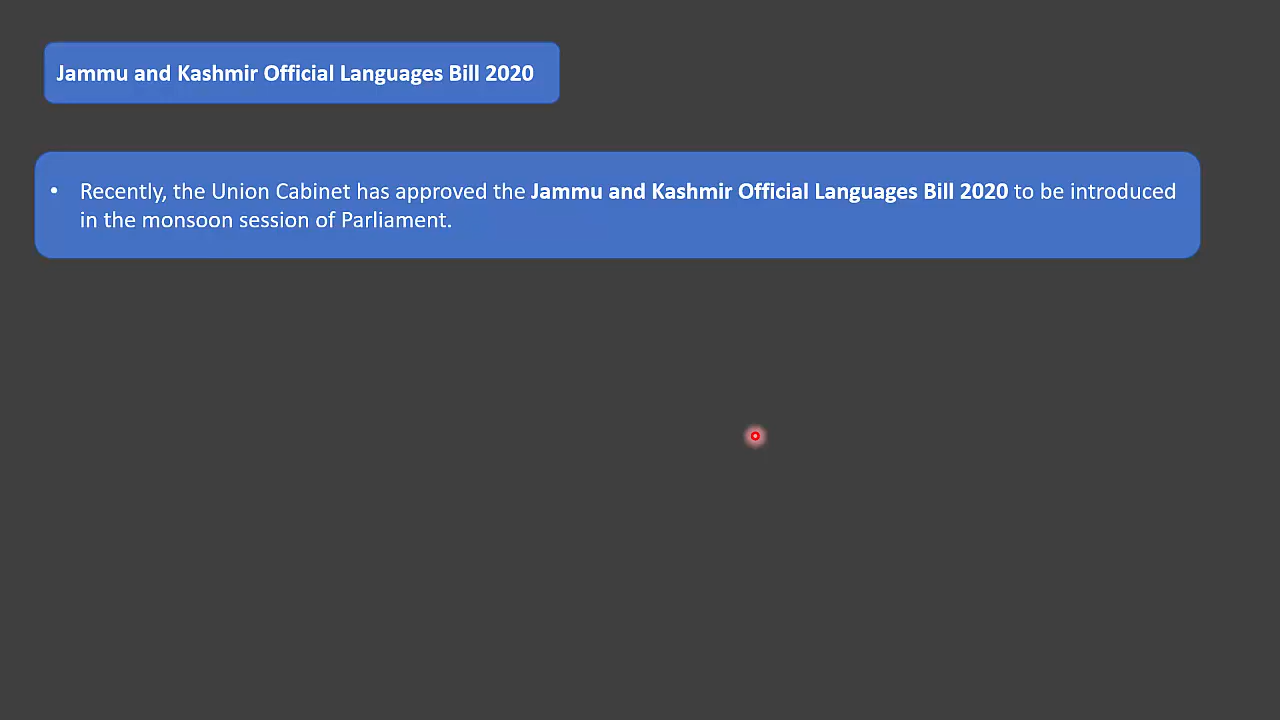 Jammu and Kashmir Official Languages Bill 2020
• Recently, the Union Cabinet has approved the Jammu and Kashmir Official Languages Bill 2020 to be introduced
in the monsoon session of Parliament.